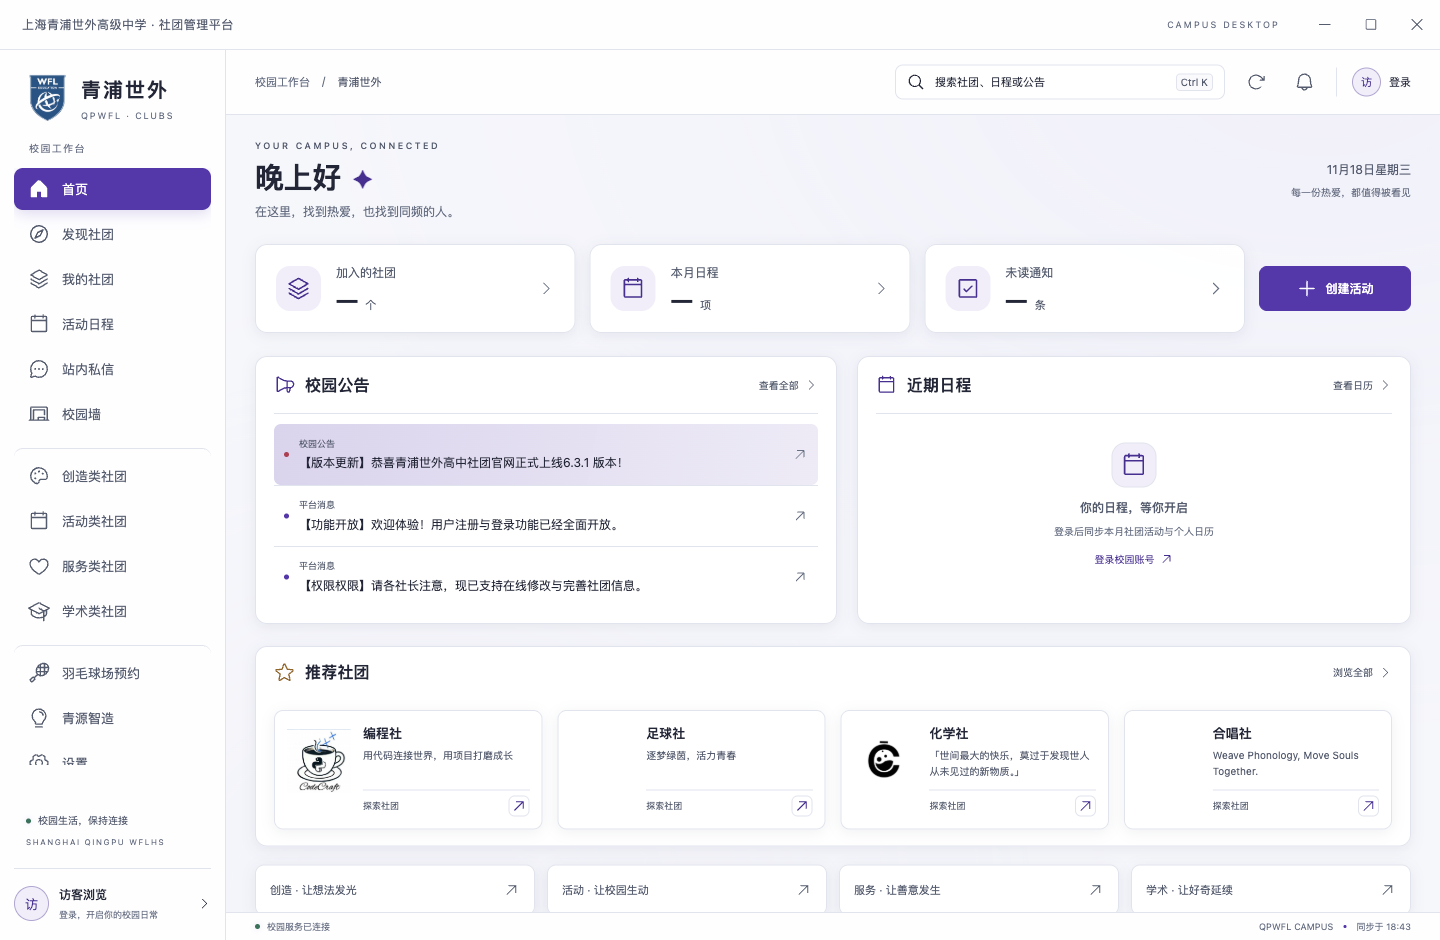 上海青浦世外高级中学 · 社团管理平台
CAMPUS DESKTOP
WFL
青浦世外
QPWFL · CLUBS
校园工作台
首页
发现社团
我的社团
活动日程
站内私信
校园墙
创造类社团
活动类社团
服务类社团
学术类社团
羽毛球场预约
青源智造
设置
校园生活，保持连接
SHANGHAI QINGPU WFLHS
访
访客浏览
登录，开启你的校园日常
校园工作台 / 青浦世外
搜索社团、日程或公告
Ctrl K
访
登录
YOUR CAMPUS, CONNECTED
晚上好
在这里，找到热爱，也找到同频的人。
11月18日星期三
每一份热爱，都值得被看见
加入的社团
— 个
本月日程
— 项
未读通知
— 条
创建活动
校园公告
查看全部
校园公告
【版本更新】恭喜青浦世外高中社团官网正式上线6.3.1 版本！
平台消息
【功能开放】欢迎体验！用户注册与登录功能已经全面开放。
平台消息
【权限权限】请各社长注意，现已支持在线修改与完善社团信息。
近期日程
查看日历
你的日程，等你开启
登录后同步本月社团活动与个人日历
登录校园账号
推荐社团
浏览全部
CodeCraft
编程社
用代码连接世界，用项目打磨成长
探索社团
足球社
逐梦绿茵，活力青春
探索社团
化学社
「世间最大的快乐，莫过于发现世人
从未见过的新物质。」
探索社团
合唱社
Weave Phonology, Move Souls
Together.
探索社团
创造 · 让想法发光
活动 · 让校园生动
服务 · 让善意发生
学术 · 让好奇延续
校园服务已连接
QPWFL CAMPUS • 同步于 18:43